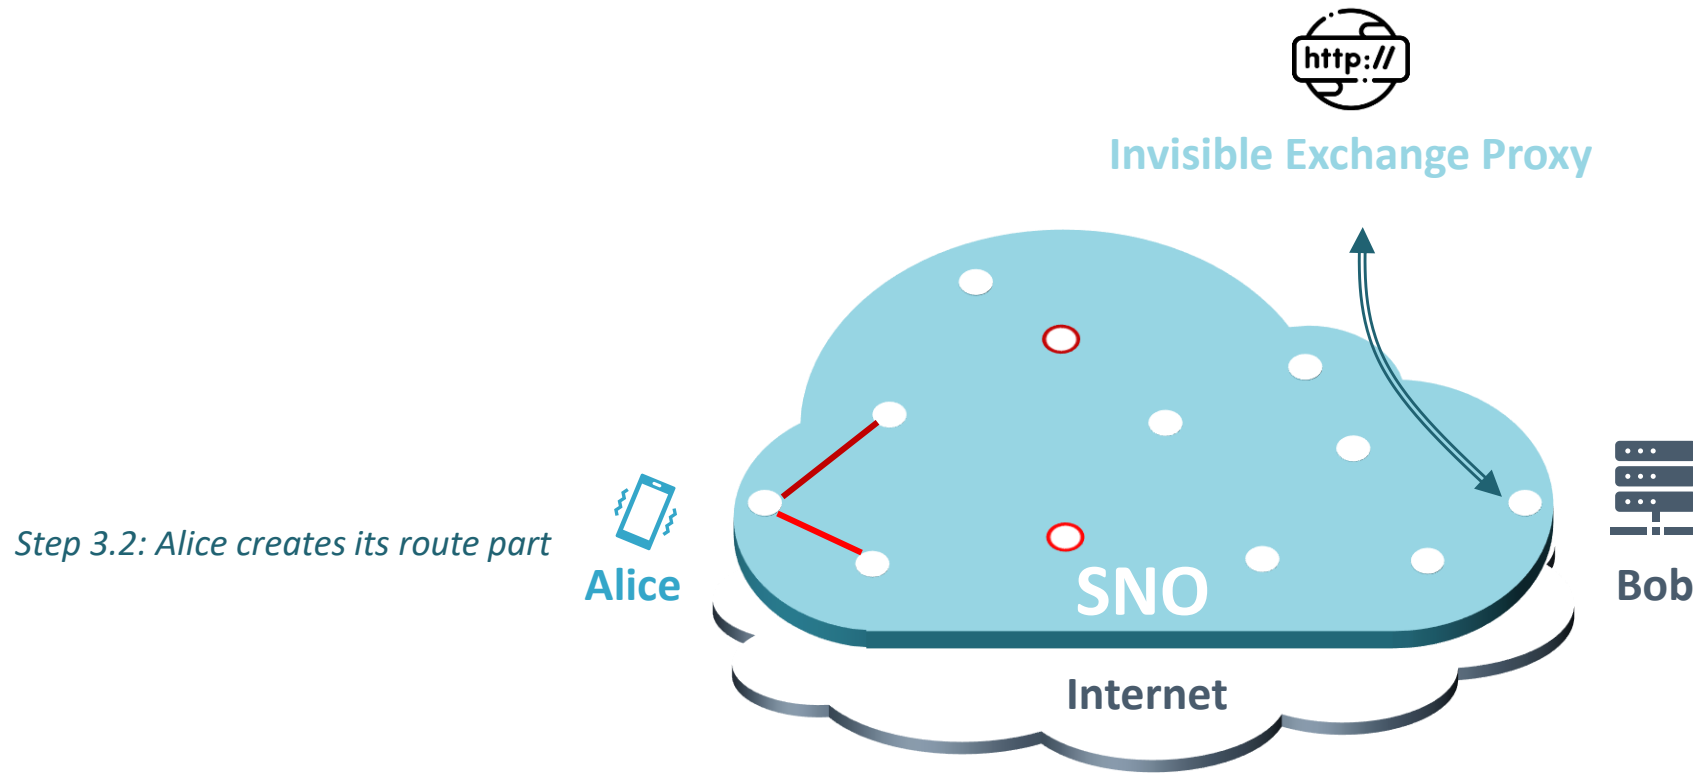 http://
Invisible Exchange Proxy
Step 3.2: Alice creates its route part
Alice
SNO
Bob
Internet